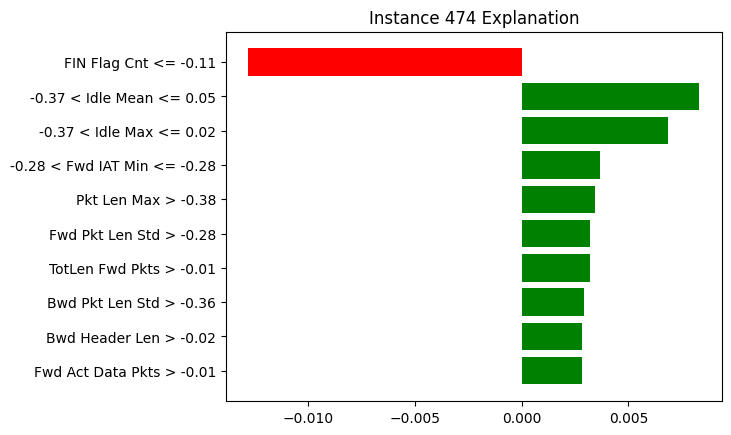 Instance 474 Explanation
FIN Flag Cnt <= -0.11
-0.37 < Idle Mean <= 0.05
-0.37 < Idle Max <= 0.02
-0.28 < Fwd IAT Min <= -0.28
Pkt Len Max > -0.38
Fwd Pkt Len Std > -0.28
TotLen Fwd Pkts > -0.01
Bwd Pkt Len Std > -0.36
Bwd Header Len > -0.02
Fwd Act Data Pkts > -0.01
−0.010 −0.005 0.000 0.005